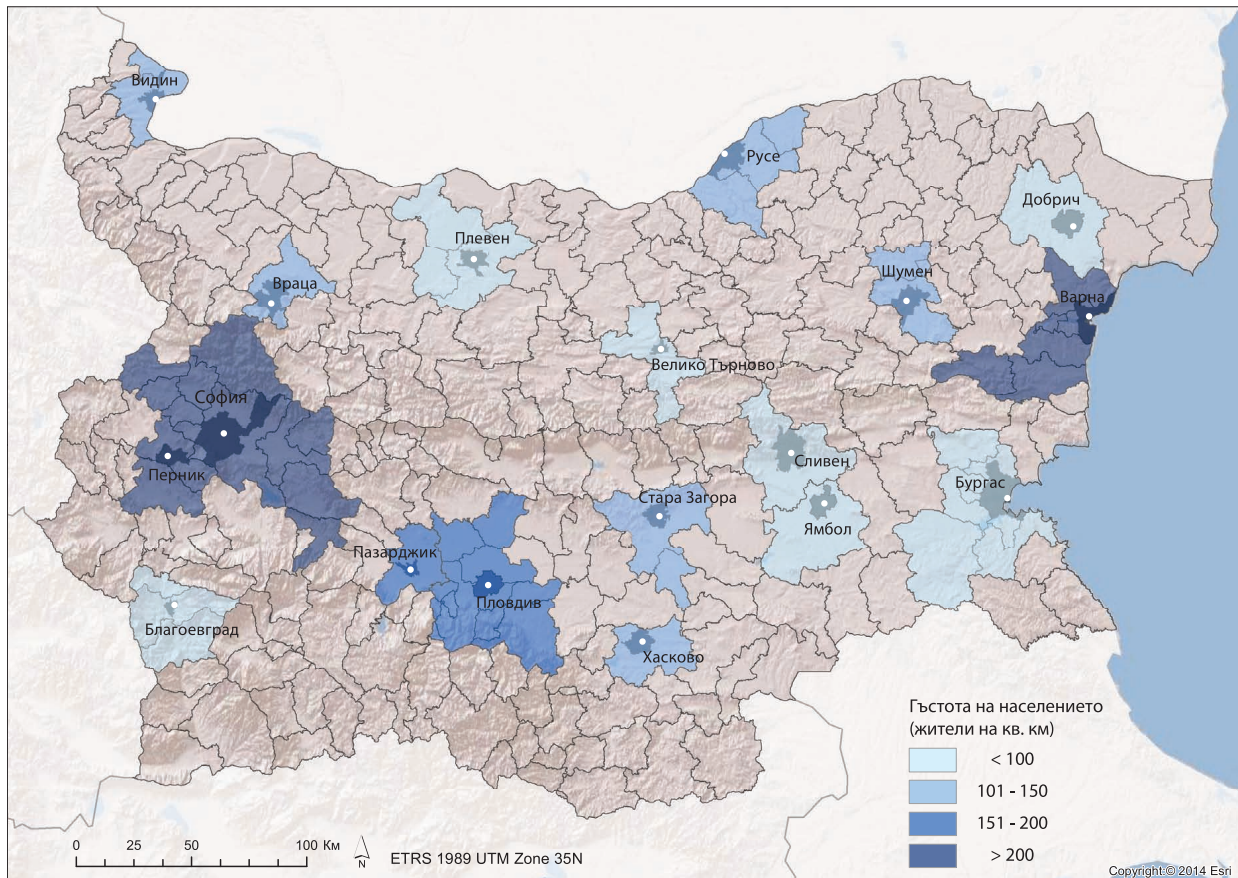 Видин
Русе
Добрич
Плевен
Шумен
Враца
Варна
Велико Търново
София
Сливен
Перник
Бургас
Стара Загора
Ямбол
Пазарджик
Пловдив
Благоевград
Хасково
Гъстота на населението
(жители на кв. км)
< 100
101 - 150
151 - 200
> 200
0 25 50 100 Км
N
ETRS 1989 UTM Zone 35N
Copyright:© 2014 Esri